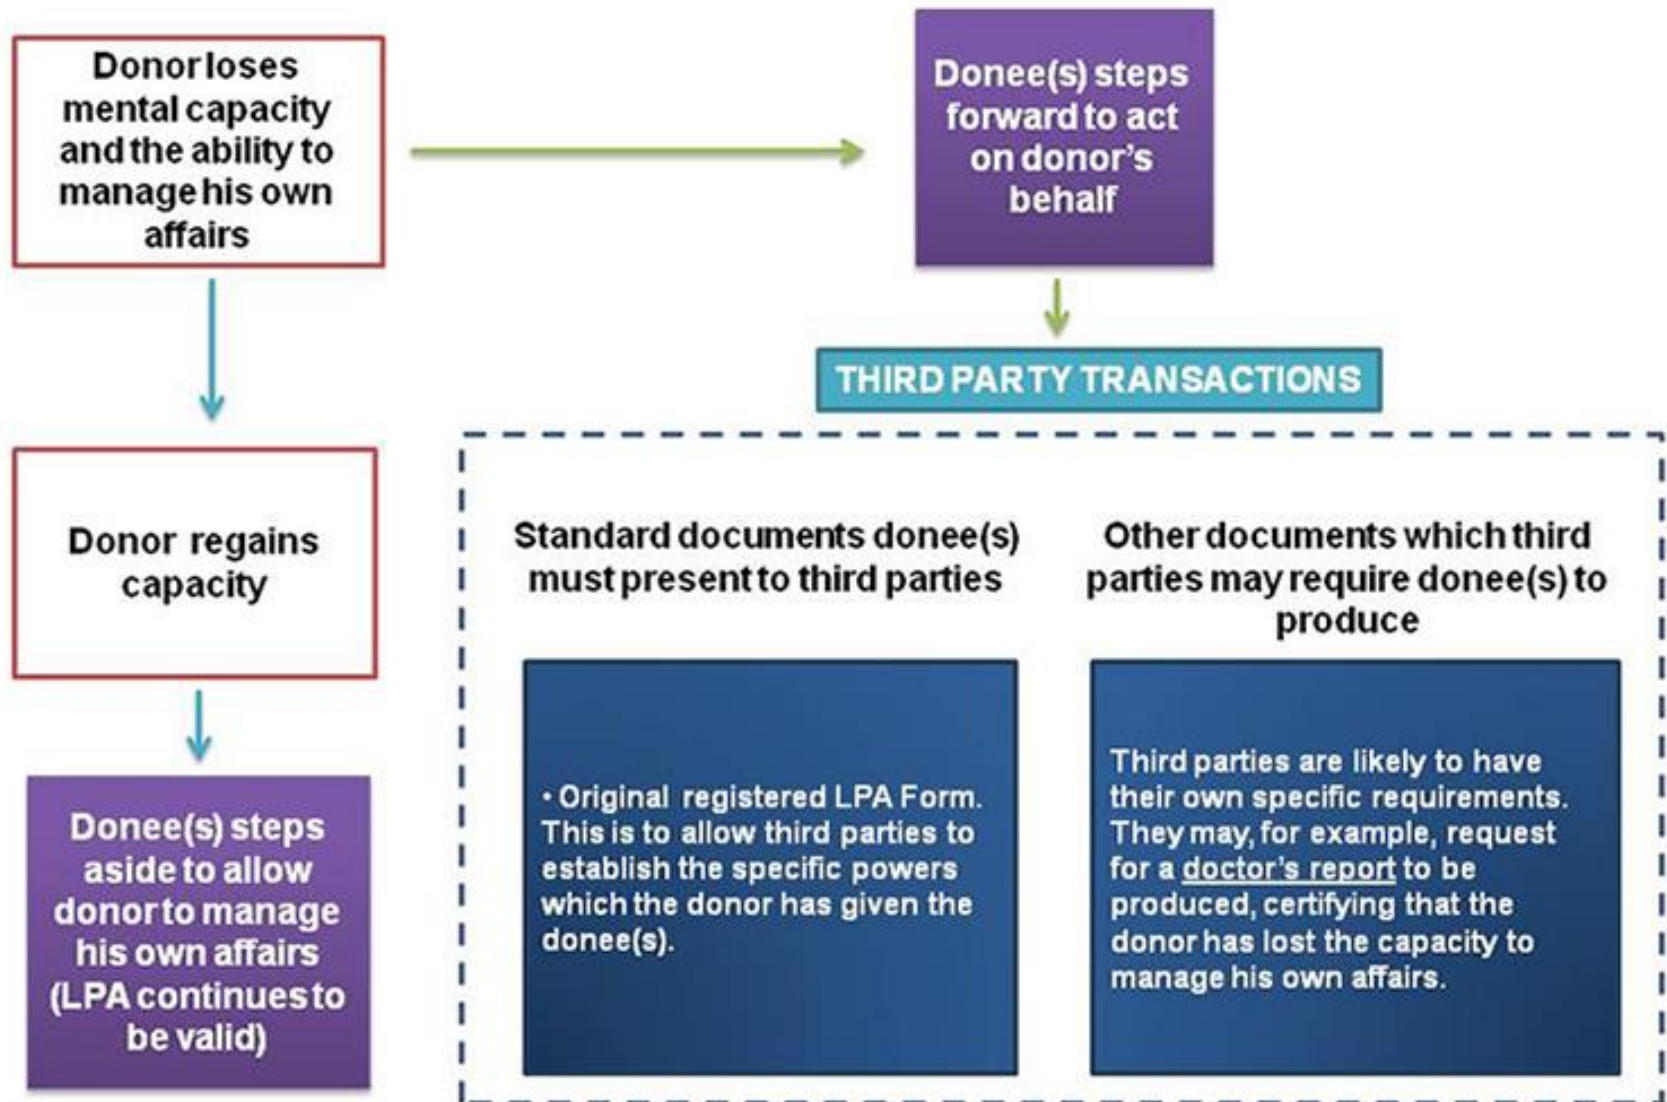 Donor loses
mental capacity
and the ability to
manage his own
affairs
Donee(s) steps
forward to act
on donor's
behalf
THIRD PARTY TRANSACTIONS
Donor regains
capacity
Donee(s) steps
aside to allow
donor to manage
his own affairs
(LPA continues to
be valid)
Standard documents donee(s)
must present to third parties
• Original registered LPA Form.
This is to allow third parties to
establish the specific powers
which the donor has given the
donee(s).
Other documents which third
parties may require donee(s) to
produce
Third parties are likely to have
their own specific requirements.
They may, for example, request
for a doctor's report to be
produced, certifying that the
donor has lost the capacity to
manage his own affairs.